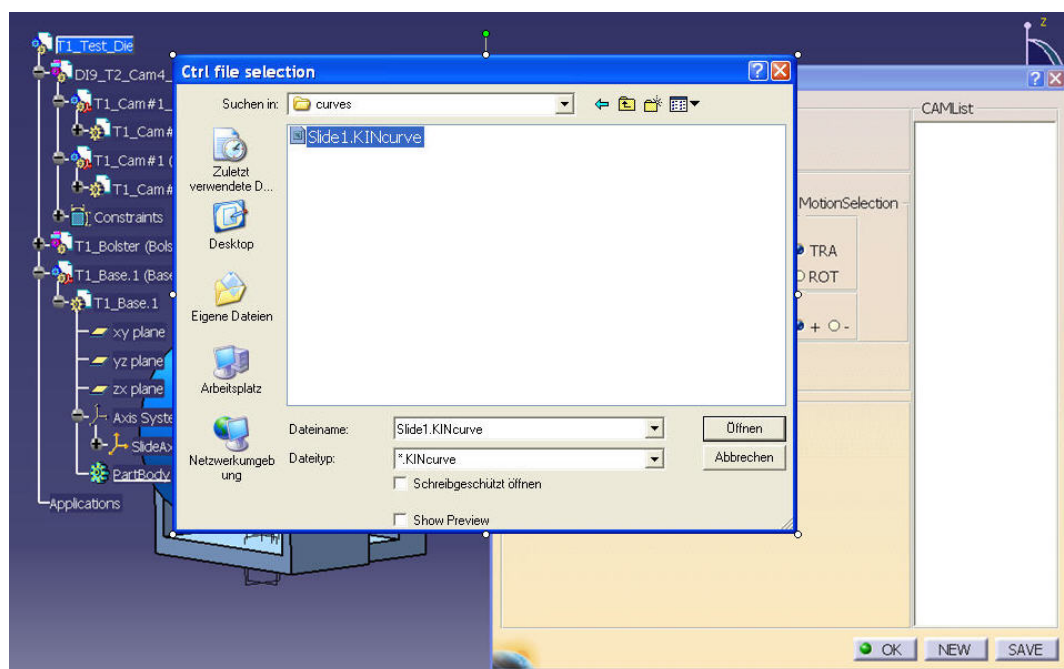 Z
T1_Test_Die
DI9_T2_Cam4_
T1_Cam#1_
T1_Cam#
T1_Cam#1 (
T1_Cam#
Constraints
T1_Bolster (Bols
T1_Base.1 (Base
T1_Base.1
xy plane
yz plane
zx plane
Axis Syste
SlideAx
PartBody
Applications
Ctrl file selection
Suchen in:
curves
Slide1.KINcurve
Zuletzt
verwendete D...
Desktop
Eigene Dateien
Arbeitsplatz
Netzwerkumgeb
ung
Dateiname:
Slide1.KINcurve
Öffnen
Dateityp:
*.KINcurve
Abbrechen
Schreibgeschützt öffnen
Show Preview
CAMList
MotionSelection
TRA
ROT
+ -
OK
NEW
SAVE